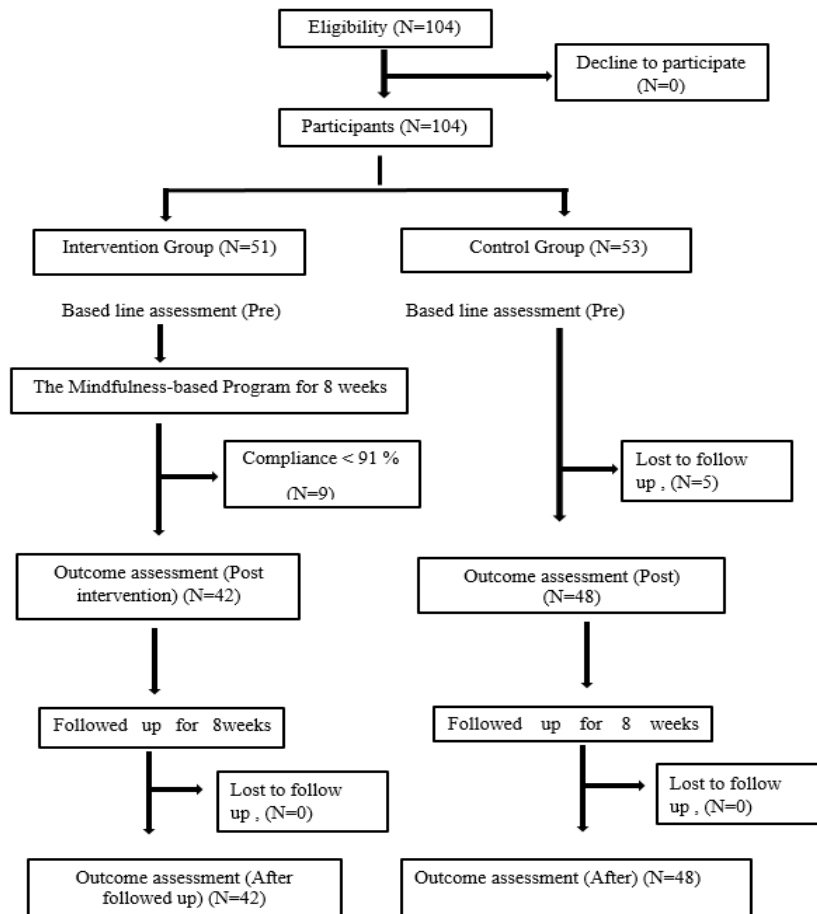 Eligibility (N=104)
Decline to participate
(N=0)
Participants (N=104)
Intervention Group (N=51)
Control Group (N=53)
Based line assessment (Pre)
Based line assessment (Pre)
The Mindfulness-based Program for 8 weeks
Compliance < 91 %
(N=9)
Lost to follow
up , (N=5)
Outcome assessment (Post
intervention) (N=42)
Outcome assessment (Post)
(N=48)
Followed up for 8weeks
Followed up for 8 weeks
Lost to follow
up , (N=0)
Lost to follow
up , (N=0)
Outcome assessment (After
followed up) (N=42)
Outcome assessment (After) (N=48)